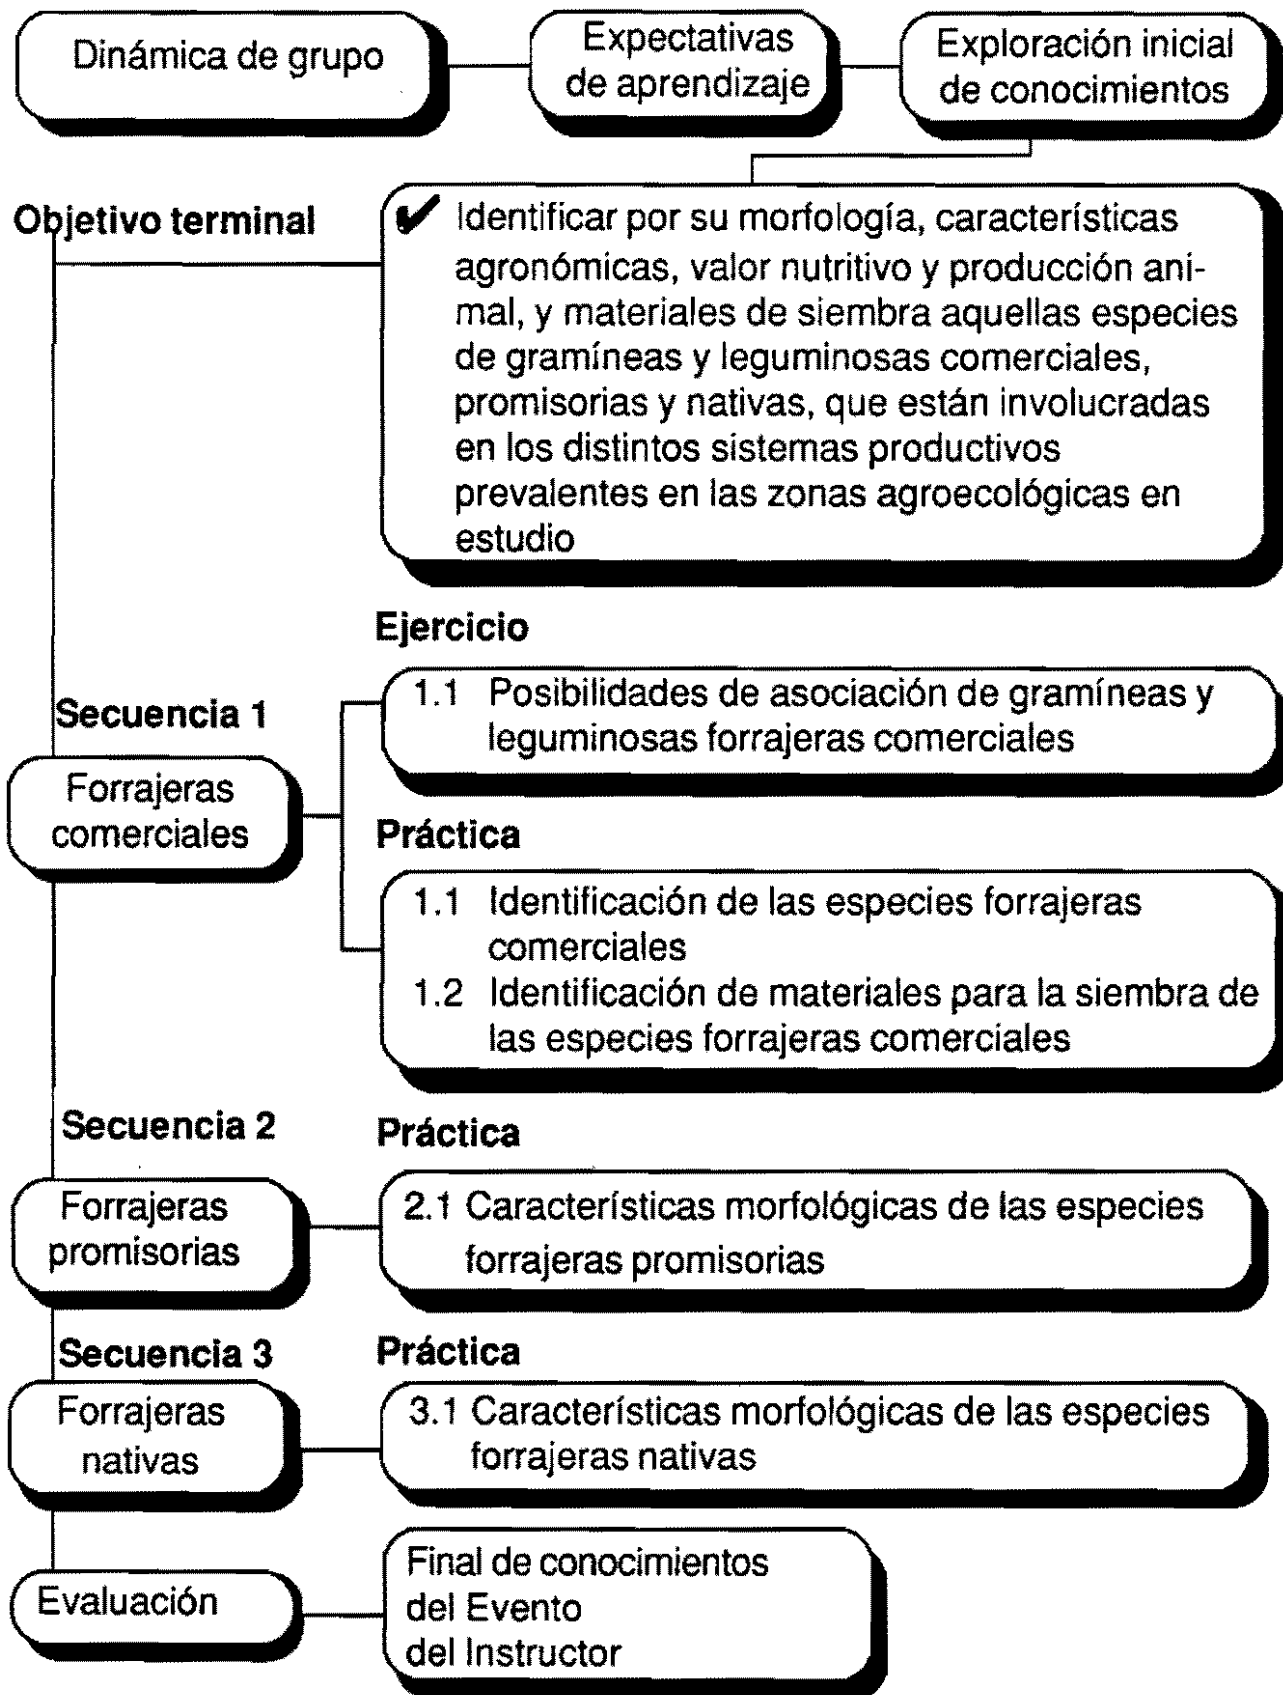 Dinámica de grupo
Expectativas
de aprendizaje
Exploración inicial
de conocimientos
Objetivo terminal
✔ Identificar por su morfología, características
agronómicas, valor nutritivo y producción ani-
mal, y materiales de siembra aquellas especies
de gramíneas y leguminosas comerciales,
promisorias y nativas, que están involucradas
en los distintos sistemas productivos
prevalentes en las zonas agroecológicas en
estudio
Ejercicio
Secuencia 1
1.1 Posibilidades de asociación de gramíneas y
leguminosas forrajeras comerciales
Forrajeras
comerciales
Práctica
1.1 Identificación de las especies forrajeras
comerciales
1.2 Identificación de materiales para la siembra de
las especies forrajeras comerciales
Secuencia 2
Práctica
Forrajeras
promisorias
2.1 Características morfológicas de las especies
forrajeras promisorias
Secuencia 3
Práctica
Forrajeras
nativas
3.1 Características morfológicas de las especies
forrajeras nativas
Evaluación
Final de conocimientos
del Evento
del Instructor